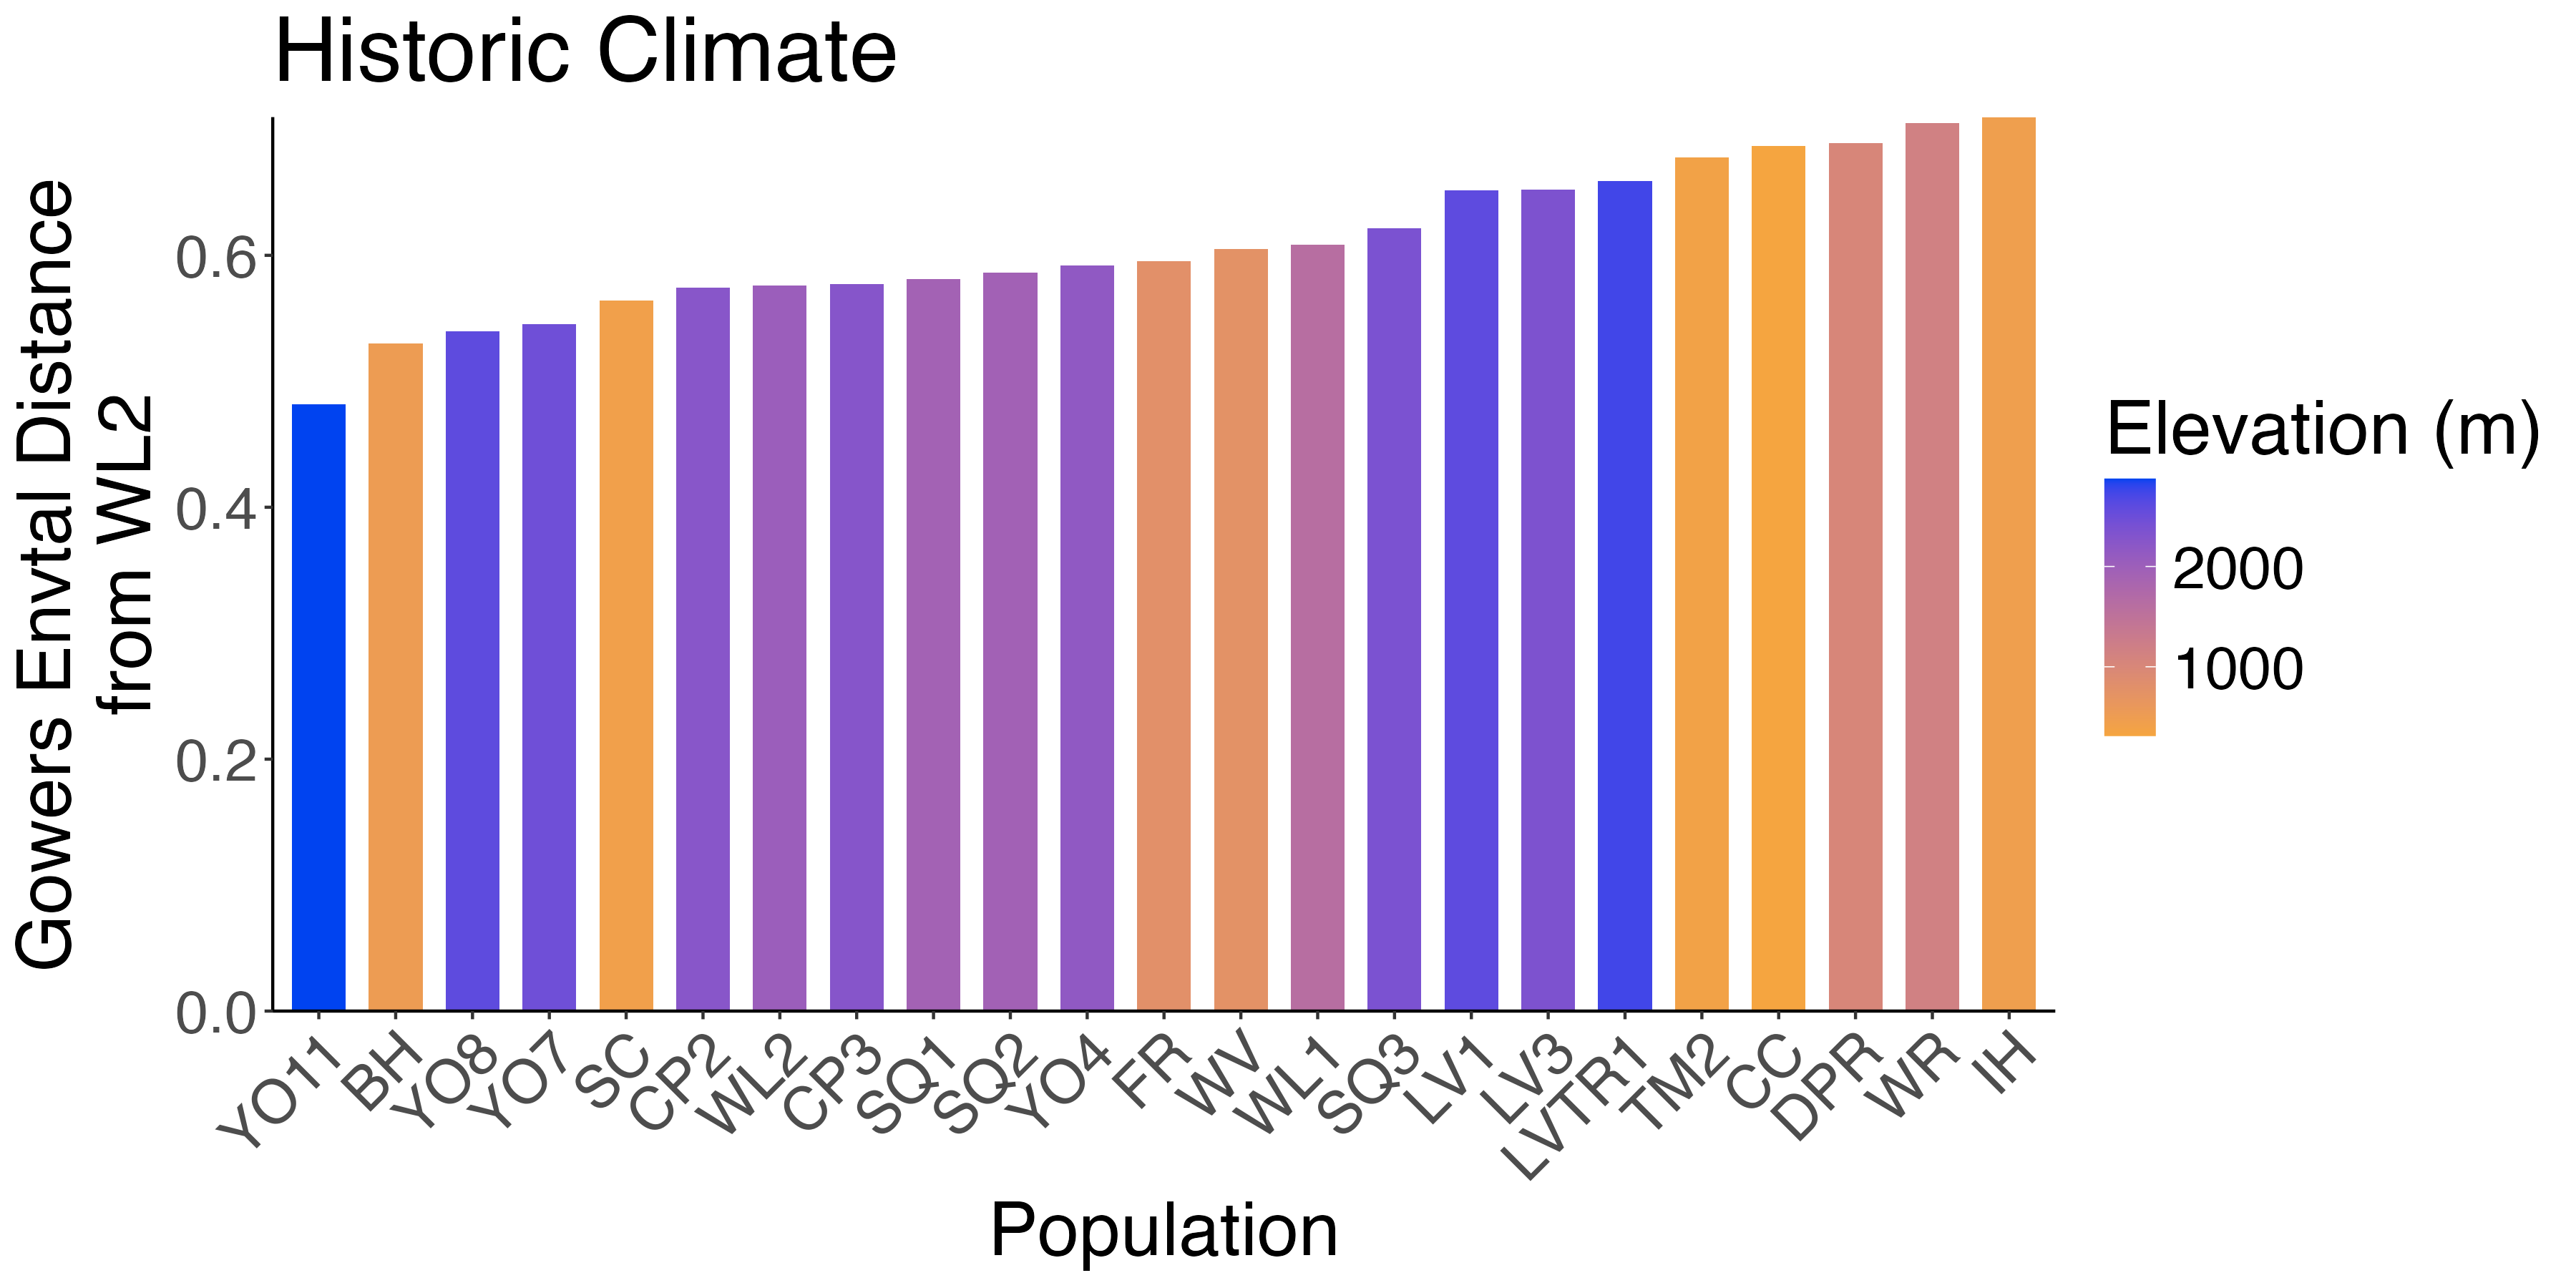 Historic Climate
Gowers Envtal Distance
from WL2
0.6
0.4
0.2
0.0
YO11
BH
YO8
YO7
SC
CP2
WL2
CP3
SQ1
SQ2
YO4
FR
WV
WL1
SQ3
LV1
LV3
LVTR1
TM2
CC
DPR
WR
IH
Population
Elevation (m)
2000
1000